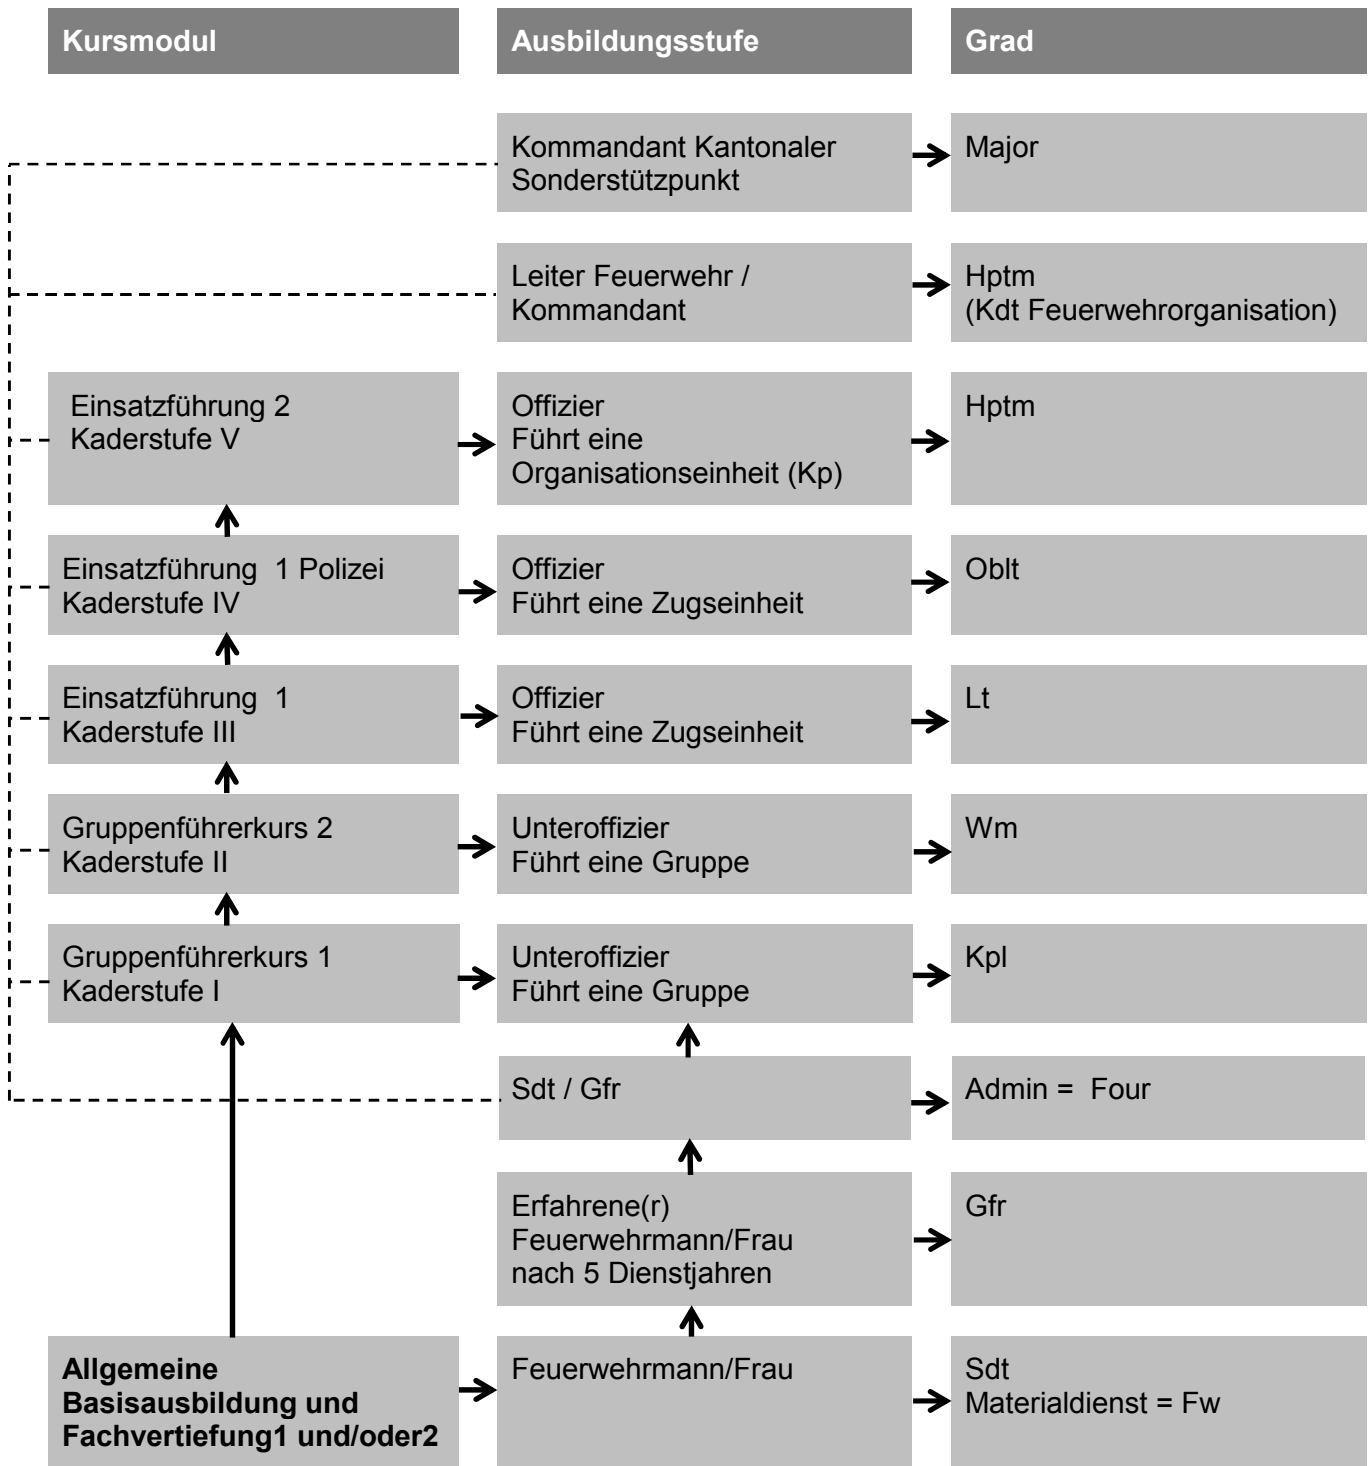 Kursmodul
Ausbildungsstufe
Grad
Kommandant Kantonaler
Sonderstützpunkt
Major
Leiter Feuerwehr /
Kommandant
Hptm
(Kdt Feuerwehrorganisation)
Einsatzführung 2
Kaderstufe V
Offizier
Führt eine
Organisationseinheit (Kp)
Hptm
Einsatzführung 1 Polizei
Kaderstufe IV
Offizier
Führt eine Zugseinheit
Oblt
Einsatzführung 1
Kaderstufe III
Offizier
Führt eine Zugseinheit
Lt
Gruppenführerkurs 2
Kaderstufe II
Unteroffizier
Führt eine Gruppe
Wm
Gruppenführerkurs 1
Kaderstufe I
Unteroffizier
Führt eine Gruppe
Kpl
Sdt / Gfr
Admin = Four
Erfahrene(r)
Feuerwehrmann/Frau
nach 5 Dienstjahren
Gfr
Allgemeine
Basisausbildung und
Fachvertiefung1 und/oder2
Feuerwehrmann/Frau
Sdt
Materialdienst = Fw